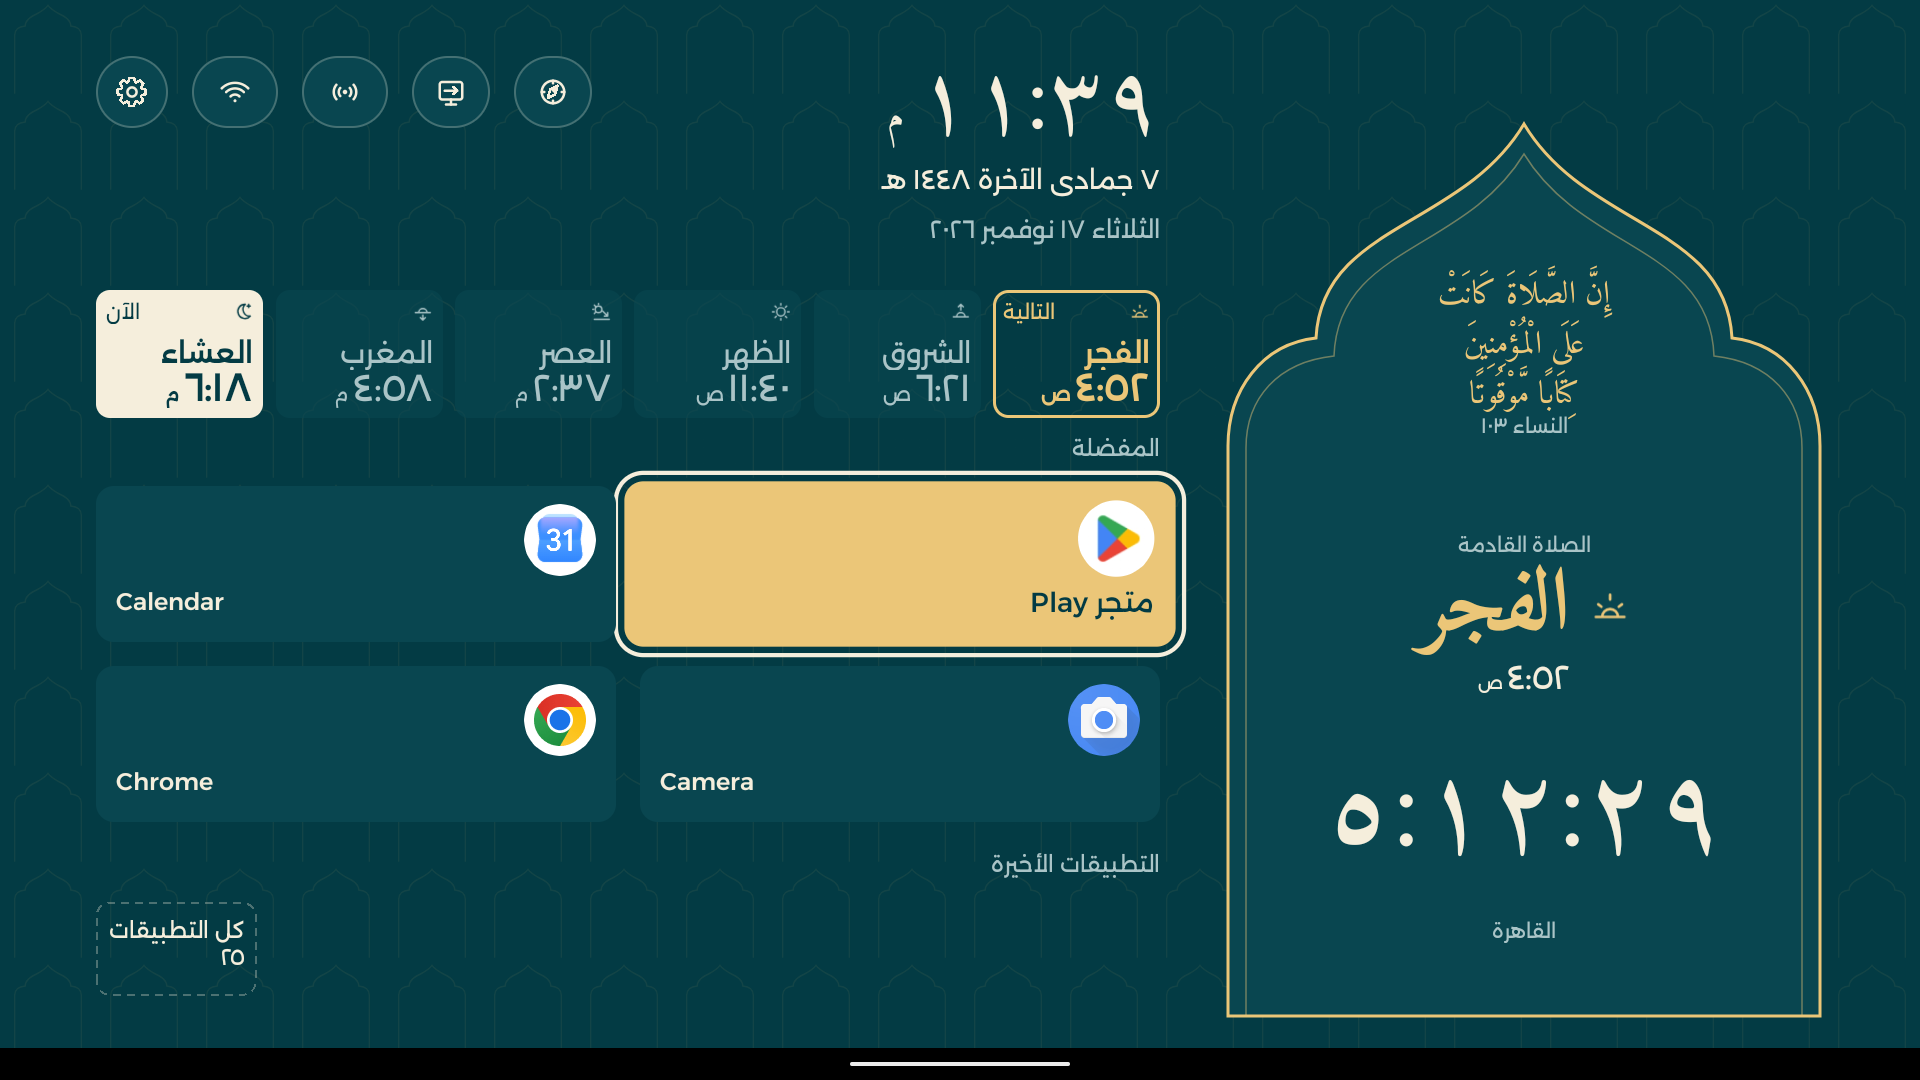 ١١:٣٩ م
٧ جمادى الآخرة ١٤٤٨ هـ
الثلاثاء ١٧ نوفمبر ٢٠٢٦
التالية
الفجر
٤:٥٢ ص
الشروق
٦:٢١ ص
الظهر
١١:٤٠ ص
العصر
٢:٣٧ م
المغرب
٤:٥٨ م
الآن
العشاء
٦:١٨ م
المفضلة
متجر Play
31
Calendar
Camera
Chrome
التطبيقات الأخيرة
كل التطبيقات
٢٥
إِنَّ الصَّلَاةَ كَانَتْ
عَلَى الْمُؤْمِنِينَ
كِتَابًا مَّوْقُوتًا
النساء ١٠٣
الصلاة القادمة
الفجر
٤:٥٢ ص
٥:١٢:٢٩
القاهرة